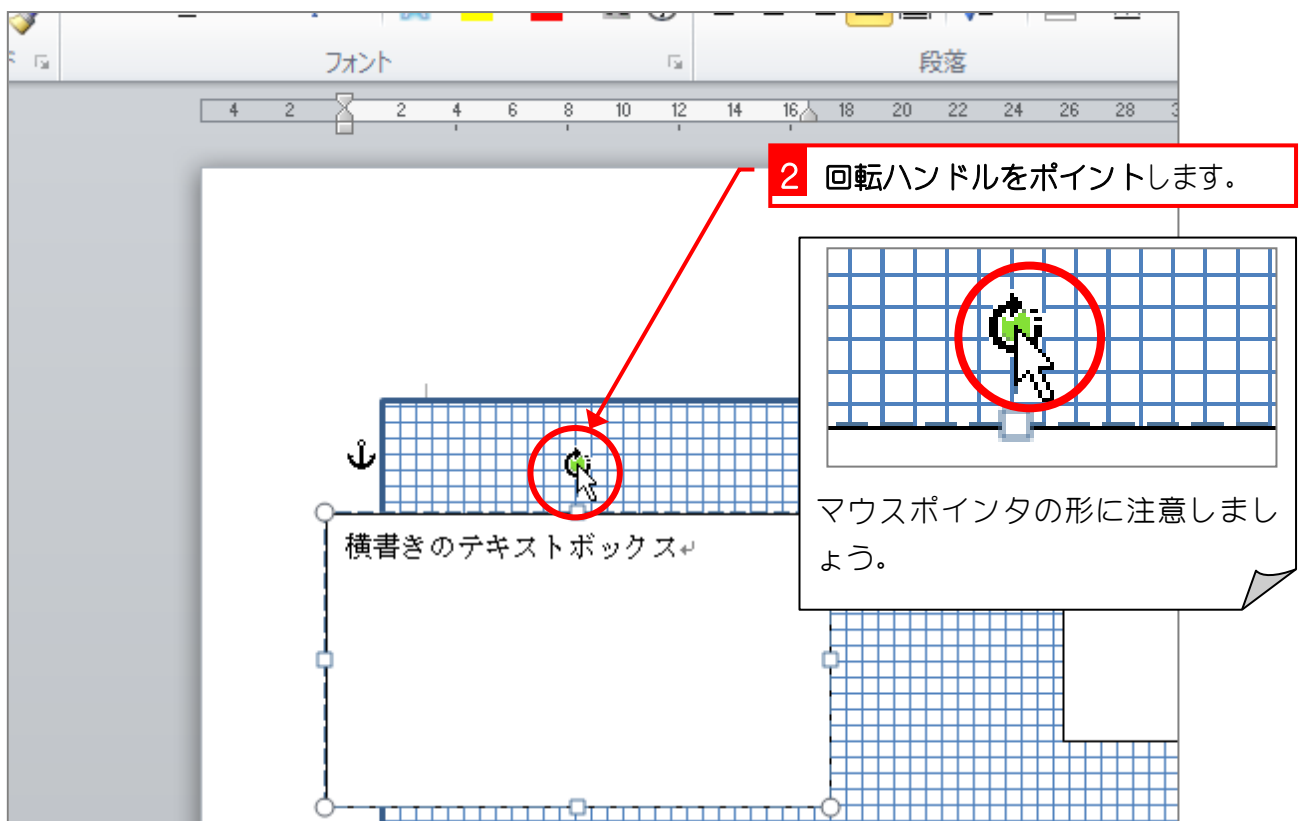 フォント 段落
4 2 2 4 6 8 10 12 14 16 18 20 22 24 26 28
2 回転ハンドルをポイントします。
横書きのテキストボックス↵
マウスポインタの形に注意しまし
ょう。